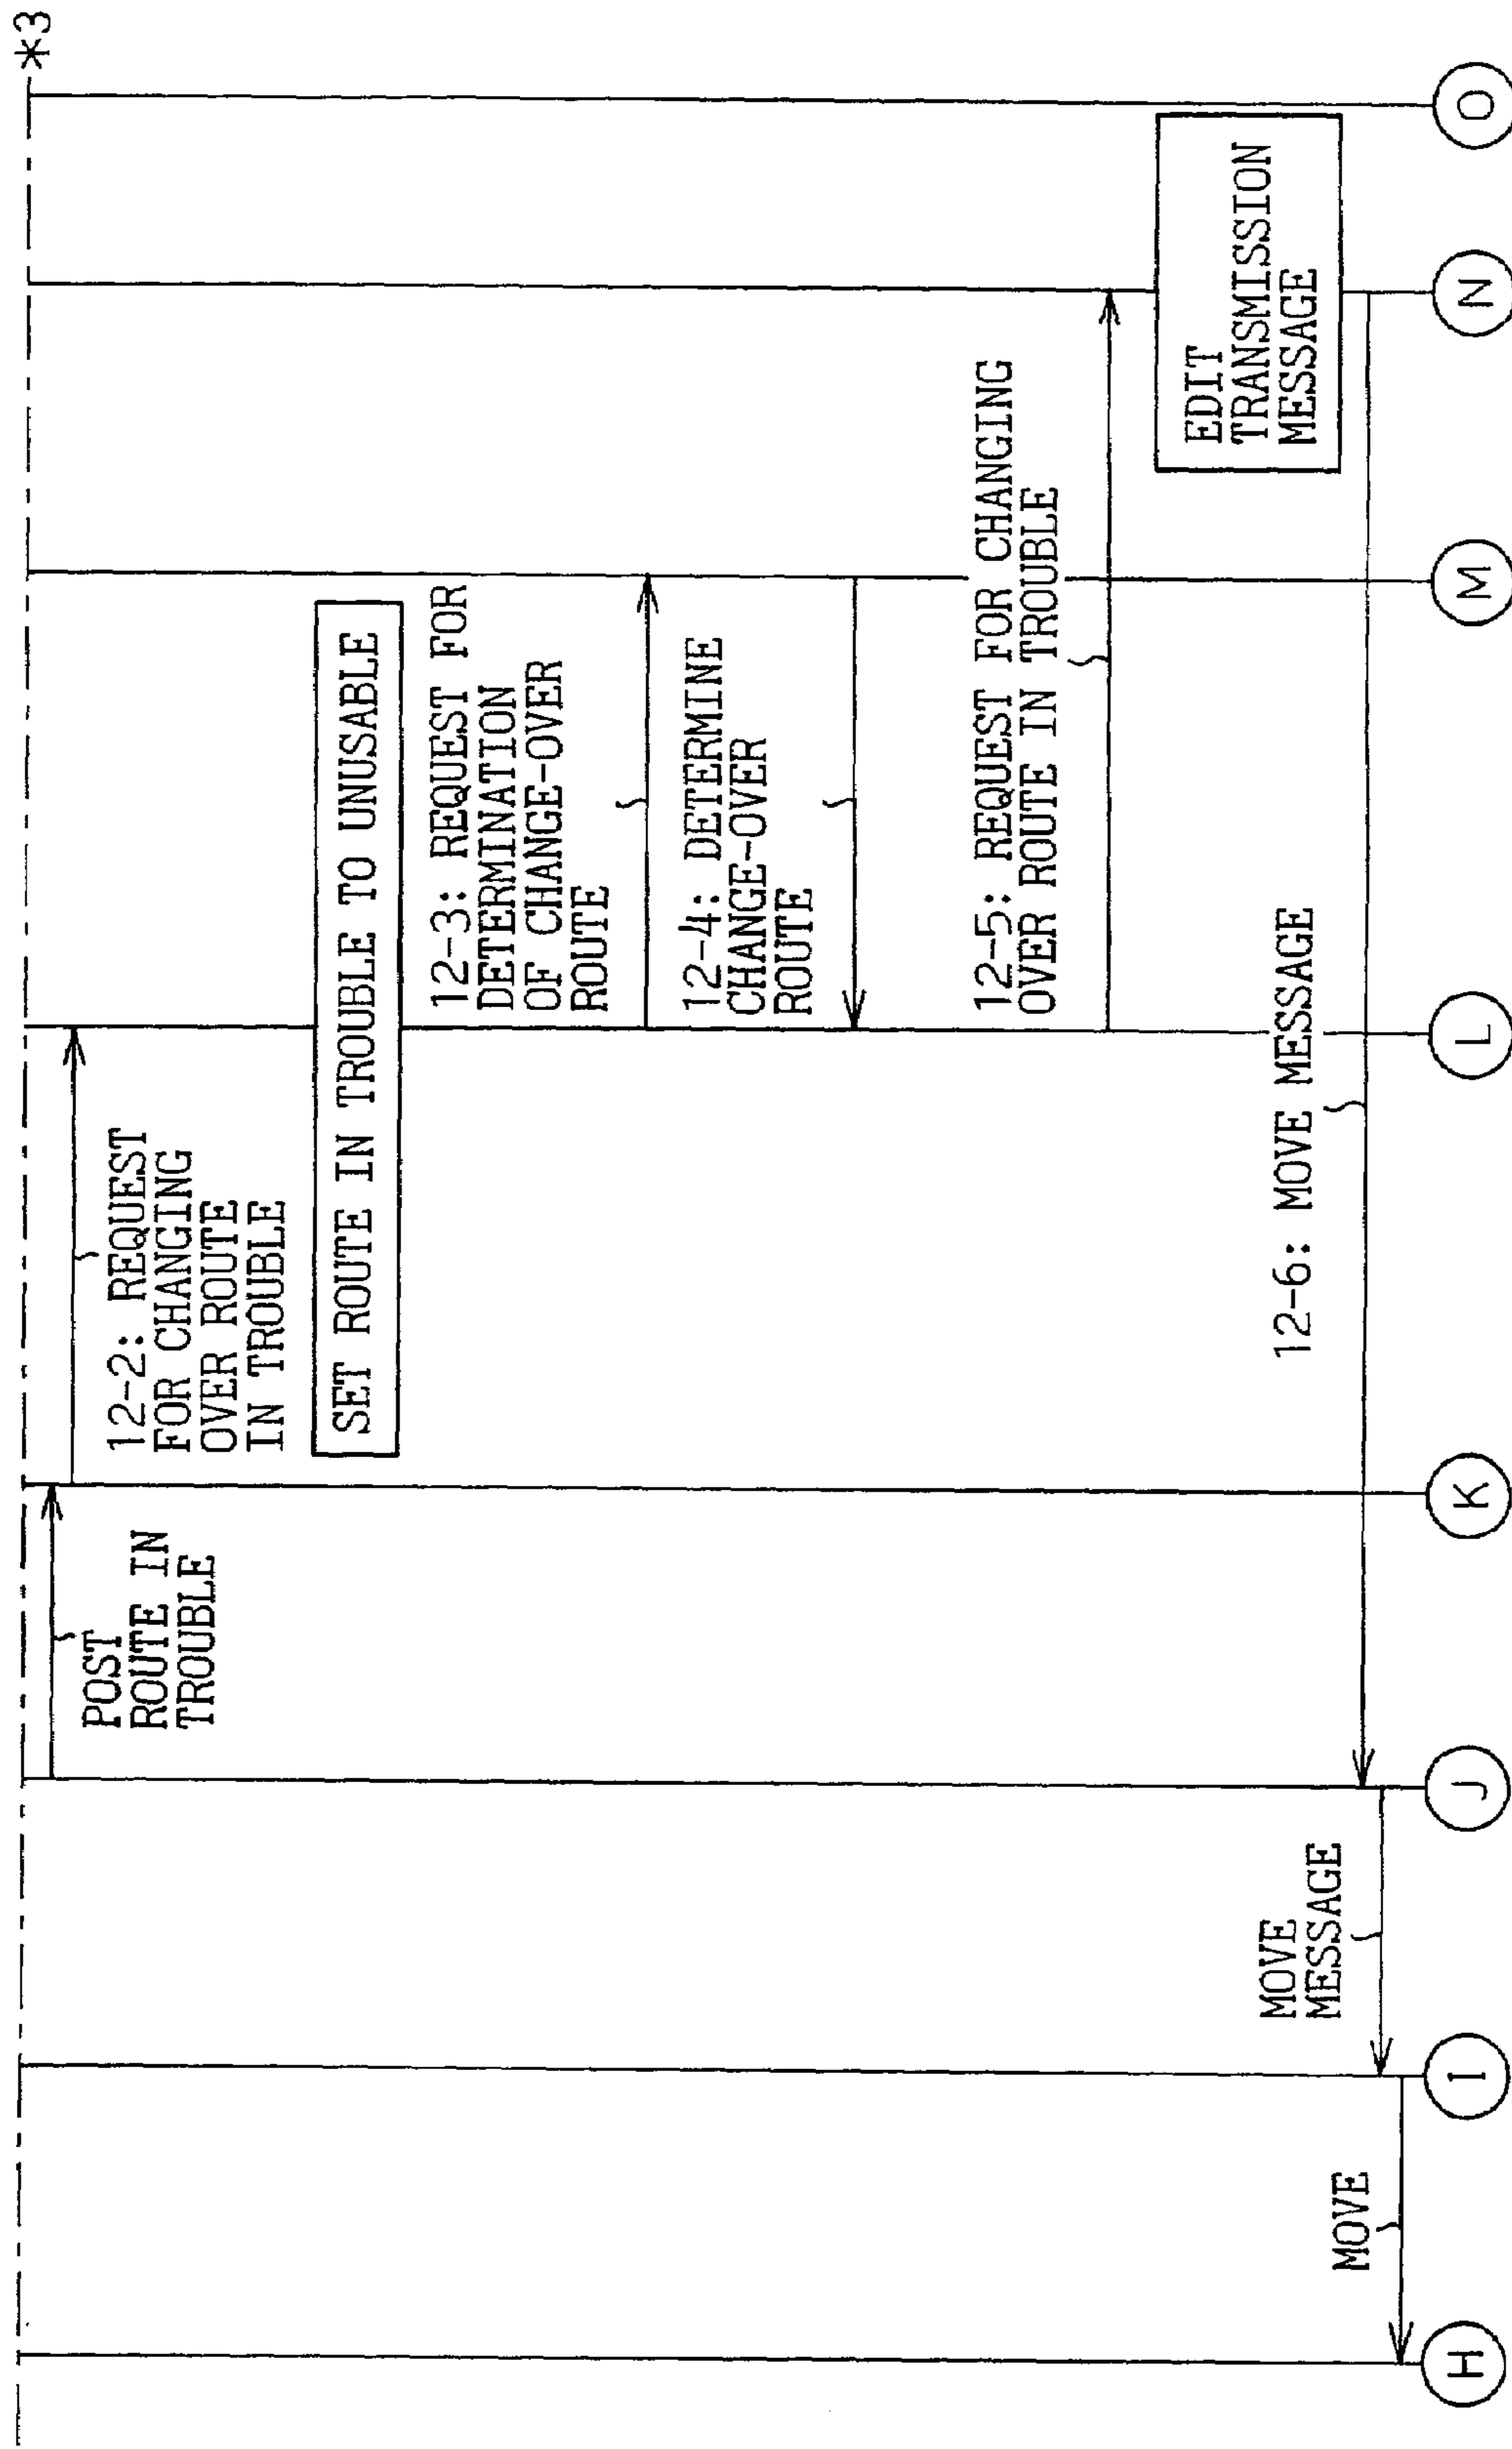 *3
POST
ROUTE IN
TROUBLE
12-2: REQUEST
FOR CHANGING
OVER ROUTE
IN TROUBLE
SET ROUTE IN TROUBLE TO UNUSABLE
12-3: REQUEST FOR
DETERMINATION
OF CHANGE-OVER
ROUTE
12-4: DETERMINE
CHANGE-OVER
ROUTE
12-5: REQUEST FOR CHANGING
OVER ROUTE IN TROUBLE
EDIT
TRANSMISSION
MESSAGE
12-6: MOVE MESSAGE
MOVE
MESSAGE
MOVE
H
I
J
K
L
M
N
O